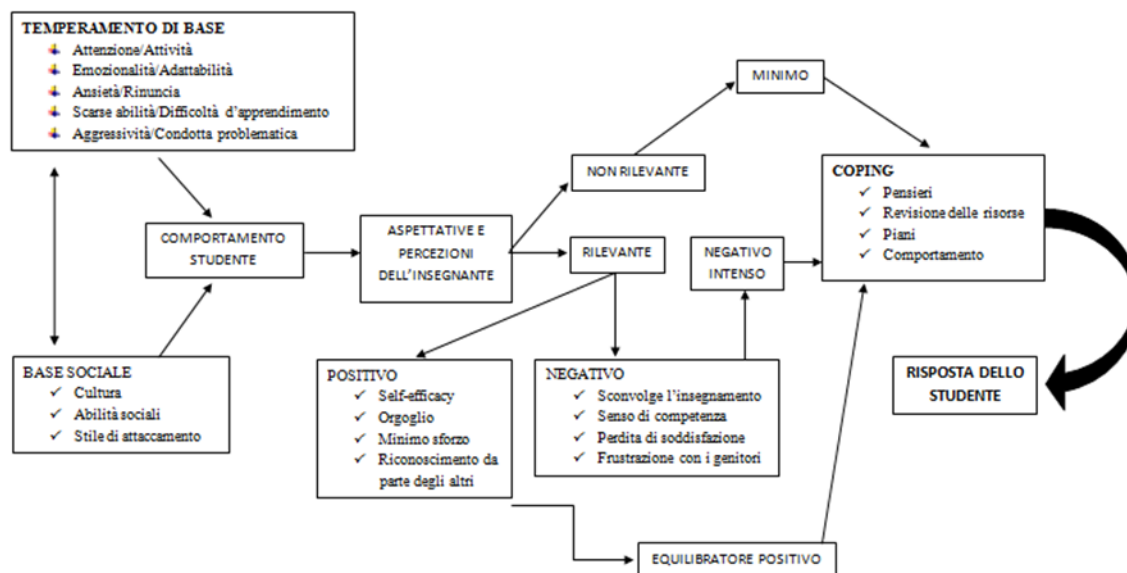 TEMPERAMENTO DI BASE
Attenzione/Attività
Emozionalità/Adattabilità
Ansietà/Rinuncia
Scarse abilità/Difficoltà d'apprendimento
Aggressività/Condotta problematica
MINIMO
NON RILEVANTE
COPING
Pensieri
Revisione delle risorse
Piani
Comportamento
COMPORTAMENTO
STUDENTE
ASPETTATIVE E
PERCEZIONI
DELL'INSEGNANTE
RILEVANTE
NEGATIVO
INTENSO
BASE SOCIALE
Cultura
Abilità sociali
Stile di attaccamento
POSITIVO
Self-efficacy
Orgoglio
Minimo sforzo
Riconoscimento da
parte degli altri
NEGATIVO
Sconvolge l'insegnamento
Senso di competenza
Perdita di soddisfazione
Frustrazione con i genitori
RISPOSTA DELLO
STUDENTE
EQUILIBRATORE POSITIVO